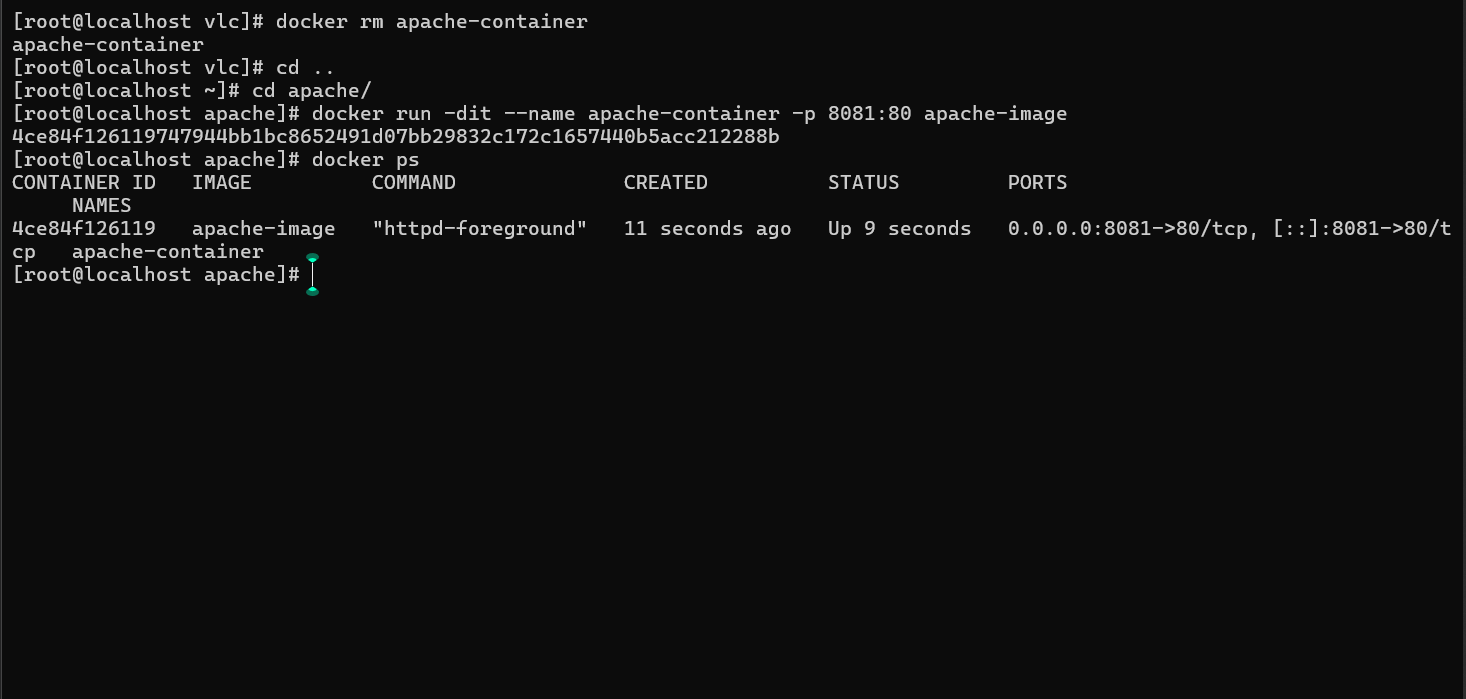 [root@localhost vlc]# docker rm apache-container
apache-container
[root@localhost vlc]# cd ..
[root@localhost ~]# cd apache/
[root@localhost apache]# docker run -dit --name apache-container -p 8081:80 apache-image
4ce84f126119747944bb1bc8652491d07bb29832c172c1657440b5acc212288b
[root@localhost apache]# docker ps
CONTAINER ID   IMAGE          COMMAND              CREATED          STATUS         PORTS
     NAMES
4ce84f126119   apache-image   "httpd-foreground"   11 seconds ago   Up 9 seconds   0.0.0.0:8081->80/tcp, [::]:8081->80/t
cp   apache-container
[root@localhost apache]#